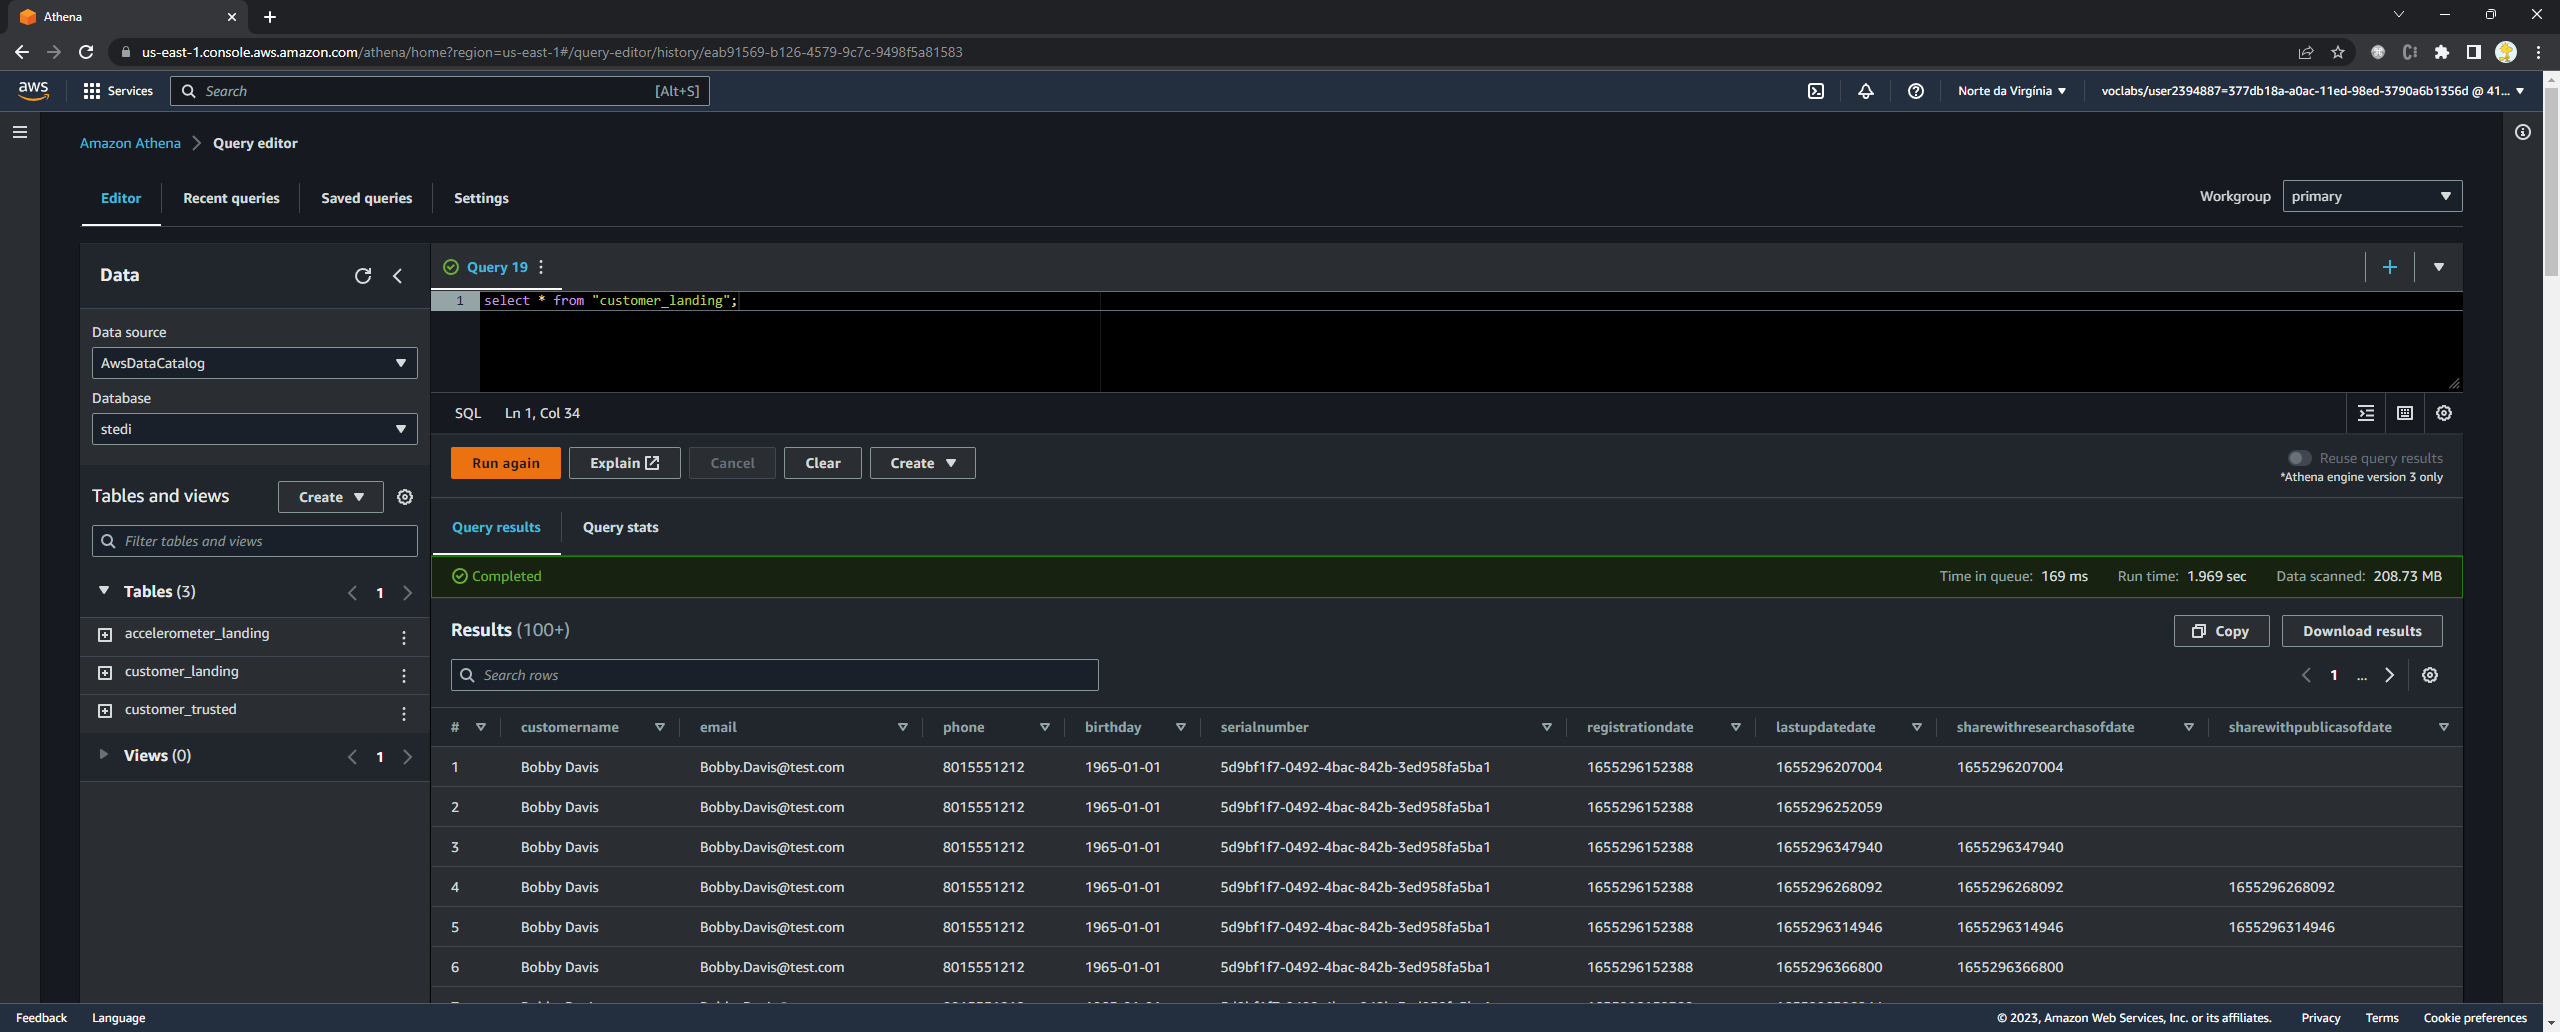 Athena
us-east-1.console.aws.amazon.com/athena/home?region=us-east-1#/query-editor/history/eab91569-b126-4579-9c7c-9498f5a81583
aws Services Search [Alt+S] Norte da Virgínia voclabs/user2394887=377db18a-a0ac-11ed-98ed-3790a6b1356d @ 41...
Amazon Athena Query editor
Editor Recent queries Saved queries Settings
Workgroup primary
Data
Data source
AwsDataCatalog
Database
stedi
Tables and views Create
Filter tables and views
Tables (3) 1
accelerometer_landing
customer_landing
customer_trusted
Views (0) 1
Query 19
1 select * from "customer_landing";
SQL Ln 1, Col 34
Run again Explain Cancel Clear Create
Reuse query results
*Athena engine version 3 only
Query results Query stats
Completed Time in queue: 169 ms Run time: 1.969 sec Data scanned: 208.73 MB
Results (100+) Copy Download results
Search rows 1 ...
# customername email phone birthday serialnumber registrationdate lastupdatedate sharewithresearchasofdate sharewithpublicasofdate
1 Bobby Davis Bobby.Davis@test.com 8015551212 1965-01-01 5d9bf1f7-0492-4bac-842b-3ed958fa5ba1 1655296152388 1655296207004 1655296207004
2 Bobby Davis Bobby.Davis@test.com 8015551212 1965-01-01 5d9bf1f7-0492-4bac-842b-3ed958fa5ba1 1655296152388 1655296252059
3 Bobby Davis Bobby.Davis@test.com 8015551212 1965-01-01 5d9bf1f7-0492-4bac-842b-3ed958fa5ba1 1655296152388 1655296347940 1655296347940
4 Bobby Davis Bobby.Davis@test.com 8015551212 1965-01-01 5d9bf1f7-0492-4bac-842b-3ed958fa5ba1 1655296152388 1655296268092 1655296268092 1655296268092
5 Bobby Davis Bobby.Davis@test.com 8015551212 1965-01-01 5d9bf1f7-0492-4bac-842b-3ed958fa5ba1 1655296152388 1655296314946 1655296314946 1655296314946
6 Bobby Davis Bobby.Davis@test.com 8015551212 1965-01-01 5d9bf1f7-0492-4bac-842b-3ed958fa5ba1 1655296152388 1655296366800 1655296366800
Feedback Language © 2023, Amazon Web Services, Inc. or its affiliates. Privacy Terms Cookie preferences